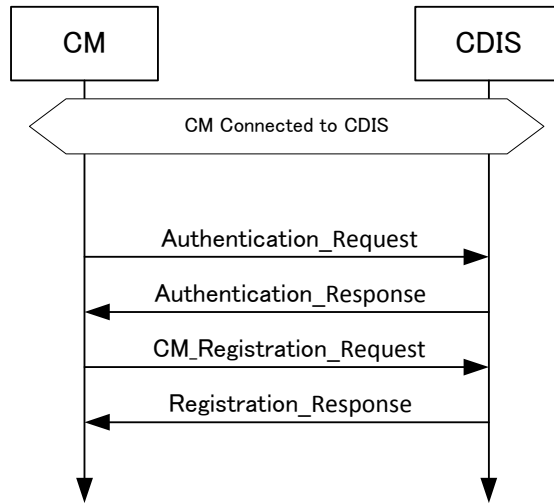 CM
CDIS
CM Connected to CDIS
Authentication_Request
Authentication_Response
CM_Registration_Request
Registration_Response